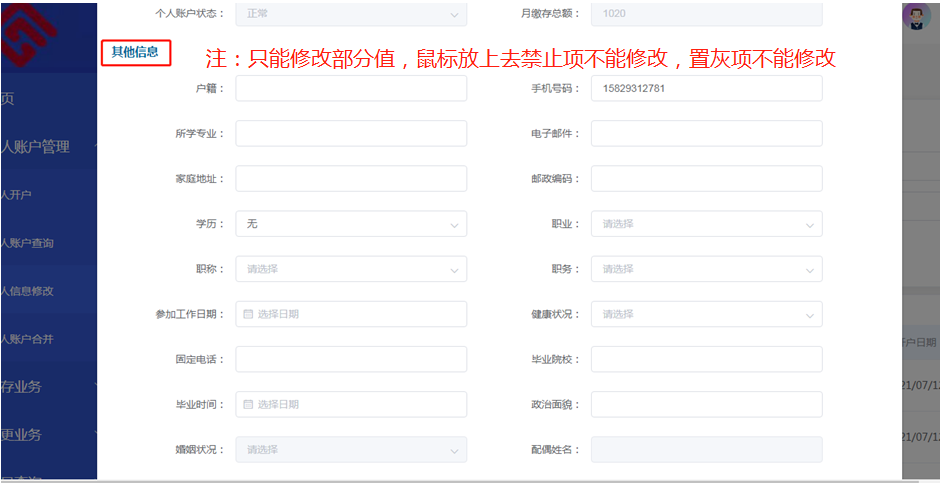 个人账户状态： 正常 月缴存总额： 1020
其他信息 注：只能修改部分值，鼠标放上去禁止项不能修改，置灰项不能修改
户籍： 手机号码： 15829312781
页
所学专业： 电子邮件：
人账户管理
家庭地址： 邮政编码：
人开户
学历： 无 职业： 请选择
人账户查询
职称： 请选择 职务： 请选择
人信息修改
参加工作日期： 选择日期 健康状况： 请选择
人账户合并 开户日期
固定电话： 毕业院校：
存业务 21/07/12
毕业时间： 选择日期 政治面貌：
更业务 21/07/12
婚姻状况： 请选择 配偶姓名：